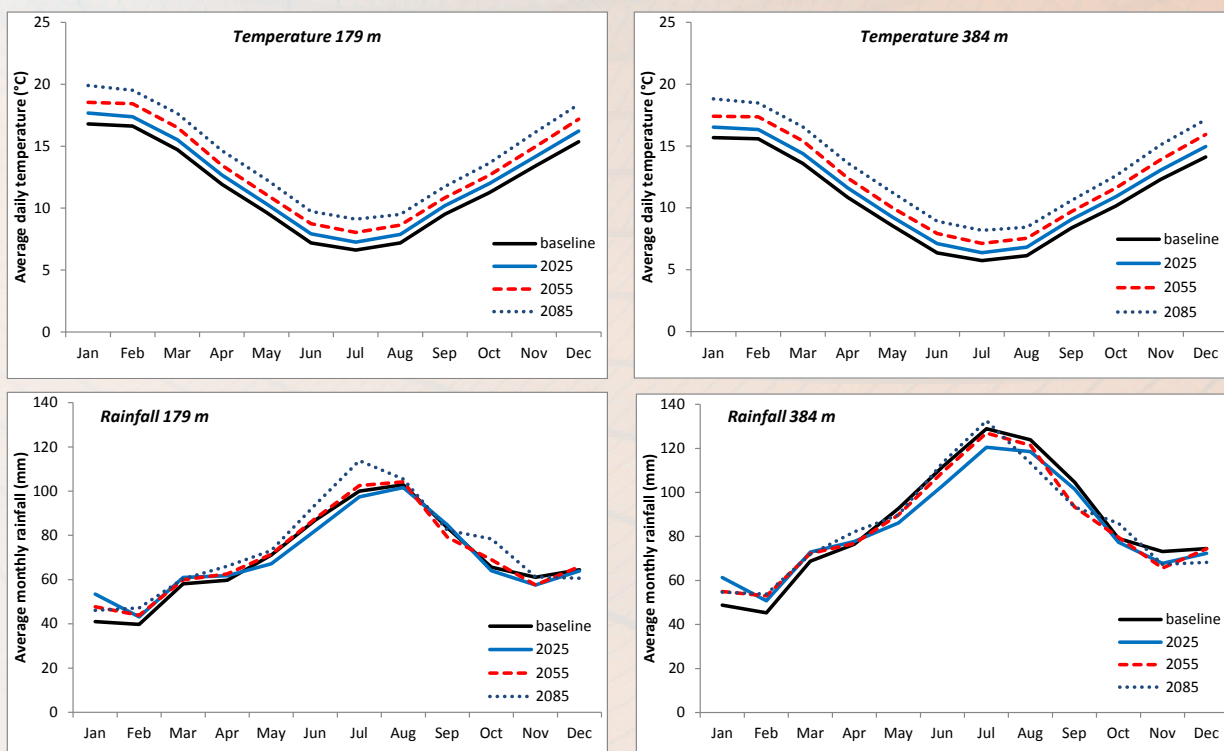 Temperature 179 m
Average daily temperature (°C)
25
20
15
10
5
0
baseline
2025
2055
2085
Jan Feb Mar Apr May Jun Jul Aug Sep Oct Nov Dec
Temperature 384 m
Average daily temperature (°C)
25
20
15
10
5
0
baseline
2025
2055
2085
Jan Feb Mar Apr May Jun Jul Aug Sep Oct Nov Dec
Rainfall 179 m
Average monthly rainfall (mm)
140
120
100
80
60
40
20
0
baseline
2025
2055
2085
Jan Feb Mar Apr May Jun Jul Aug Sep Oct Nov Dec
Rainfall 384 m
Average monthly rainfall (mm)
140
120
100
80
60
40
20
0
baseline
2025
2055
2085
Jan Feb Mar Apr May Jun Jul Aug Sep Oct Nov Dec